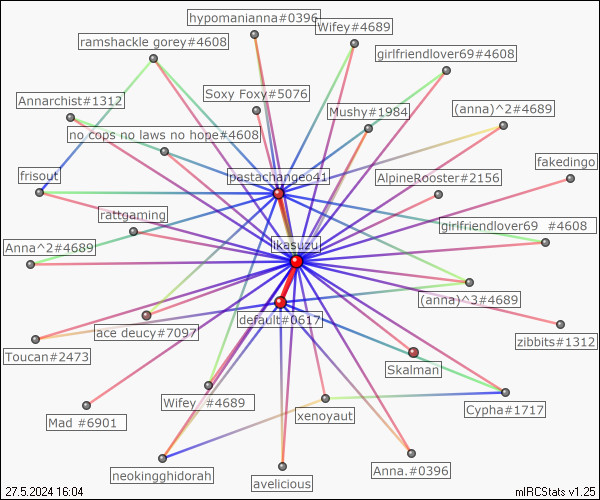 hypomanianna#0396
Wifey#4689
ramshackle gorey#4608
girlfriendlover69#4608
Soxy Foxy#5076
Annarchist#1312
Mushy#1984
(anna)^2#4689
no cops no laws no hope#4608
fakedingo
frisout
pastachangeo41
AlpineRooster#2156
rattgaming
girlfriendlover69 #4608
Anna^2#4689
ikasuzu
(anna)^3#4689
ace deucy#7097
default#0617
zibbits#1312
Toucan#2473
Skalman
Wifey #4689
Cypha#1717
Mad #6901
xenoyaut
neokingghidorah
avelicious
Anna.#0396
27.5.2024 16:04
mIRCStats v1.25